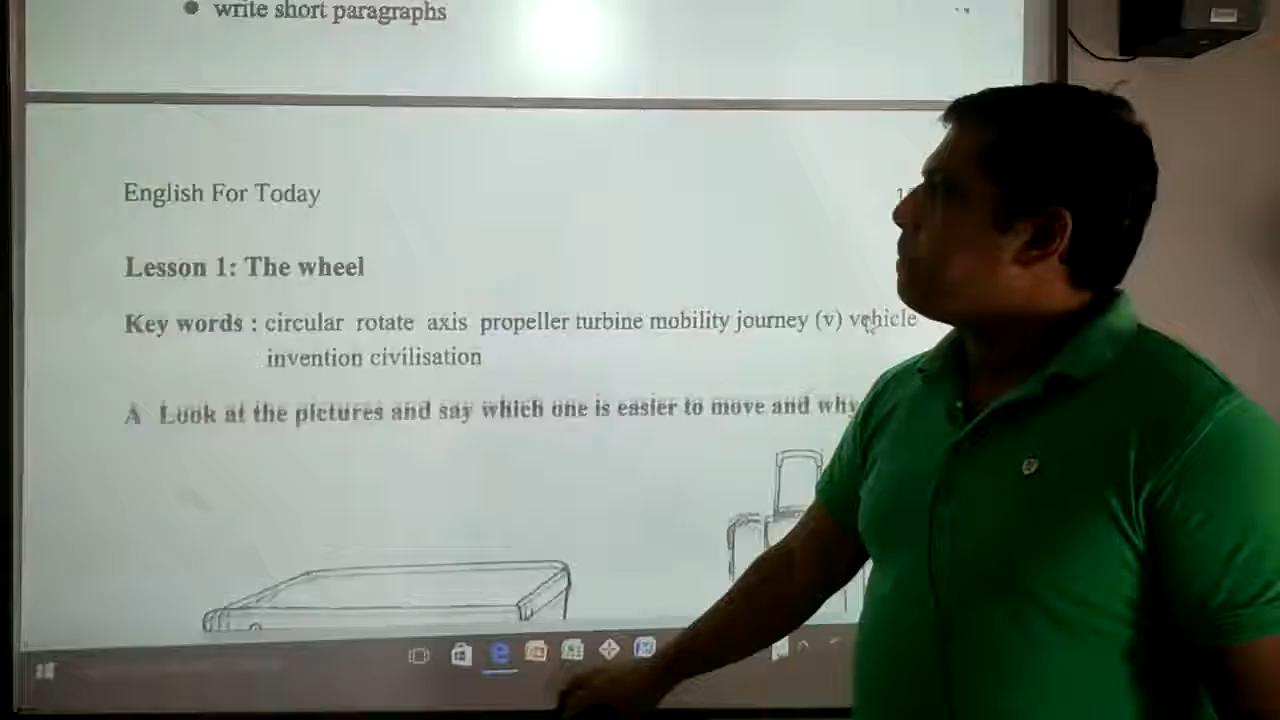 ● write short paragraphs
English For Today
Lesson 1: The wheel
Key words : circular rotate axis propeller turbine mobility journey (v) vehicle
invention civilisation
A Look at the pictures and say which one is easier to move and why